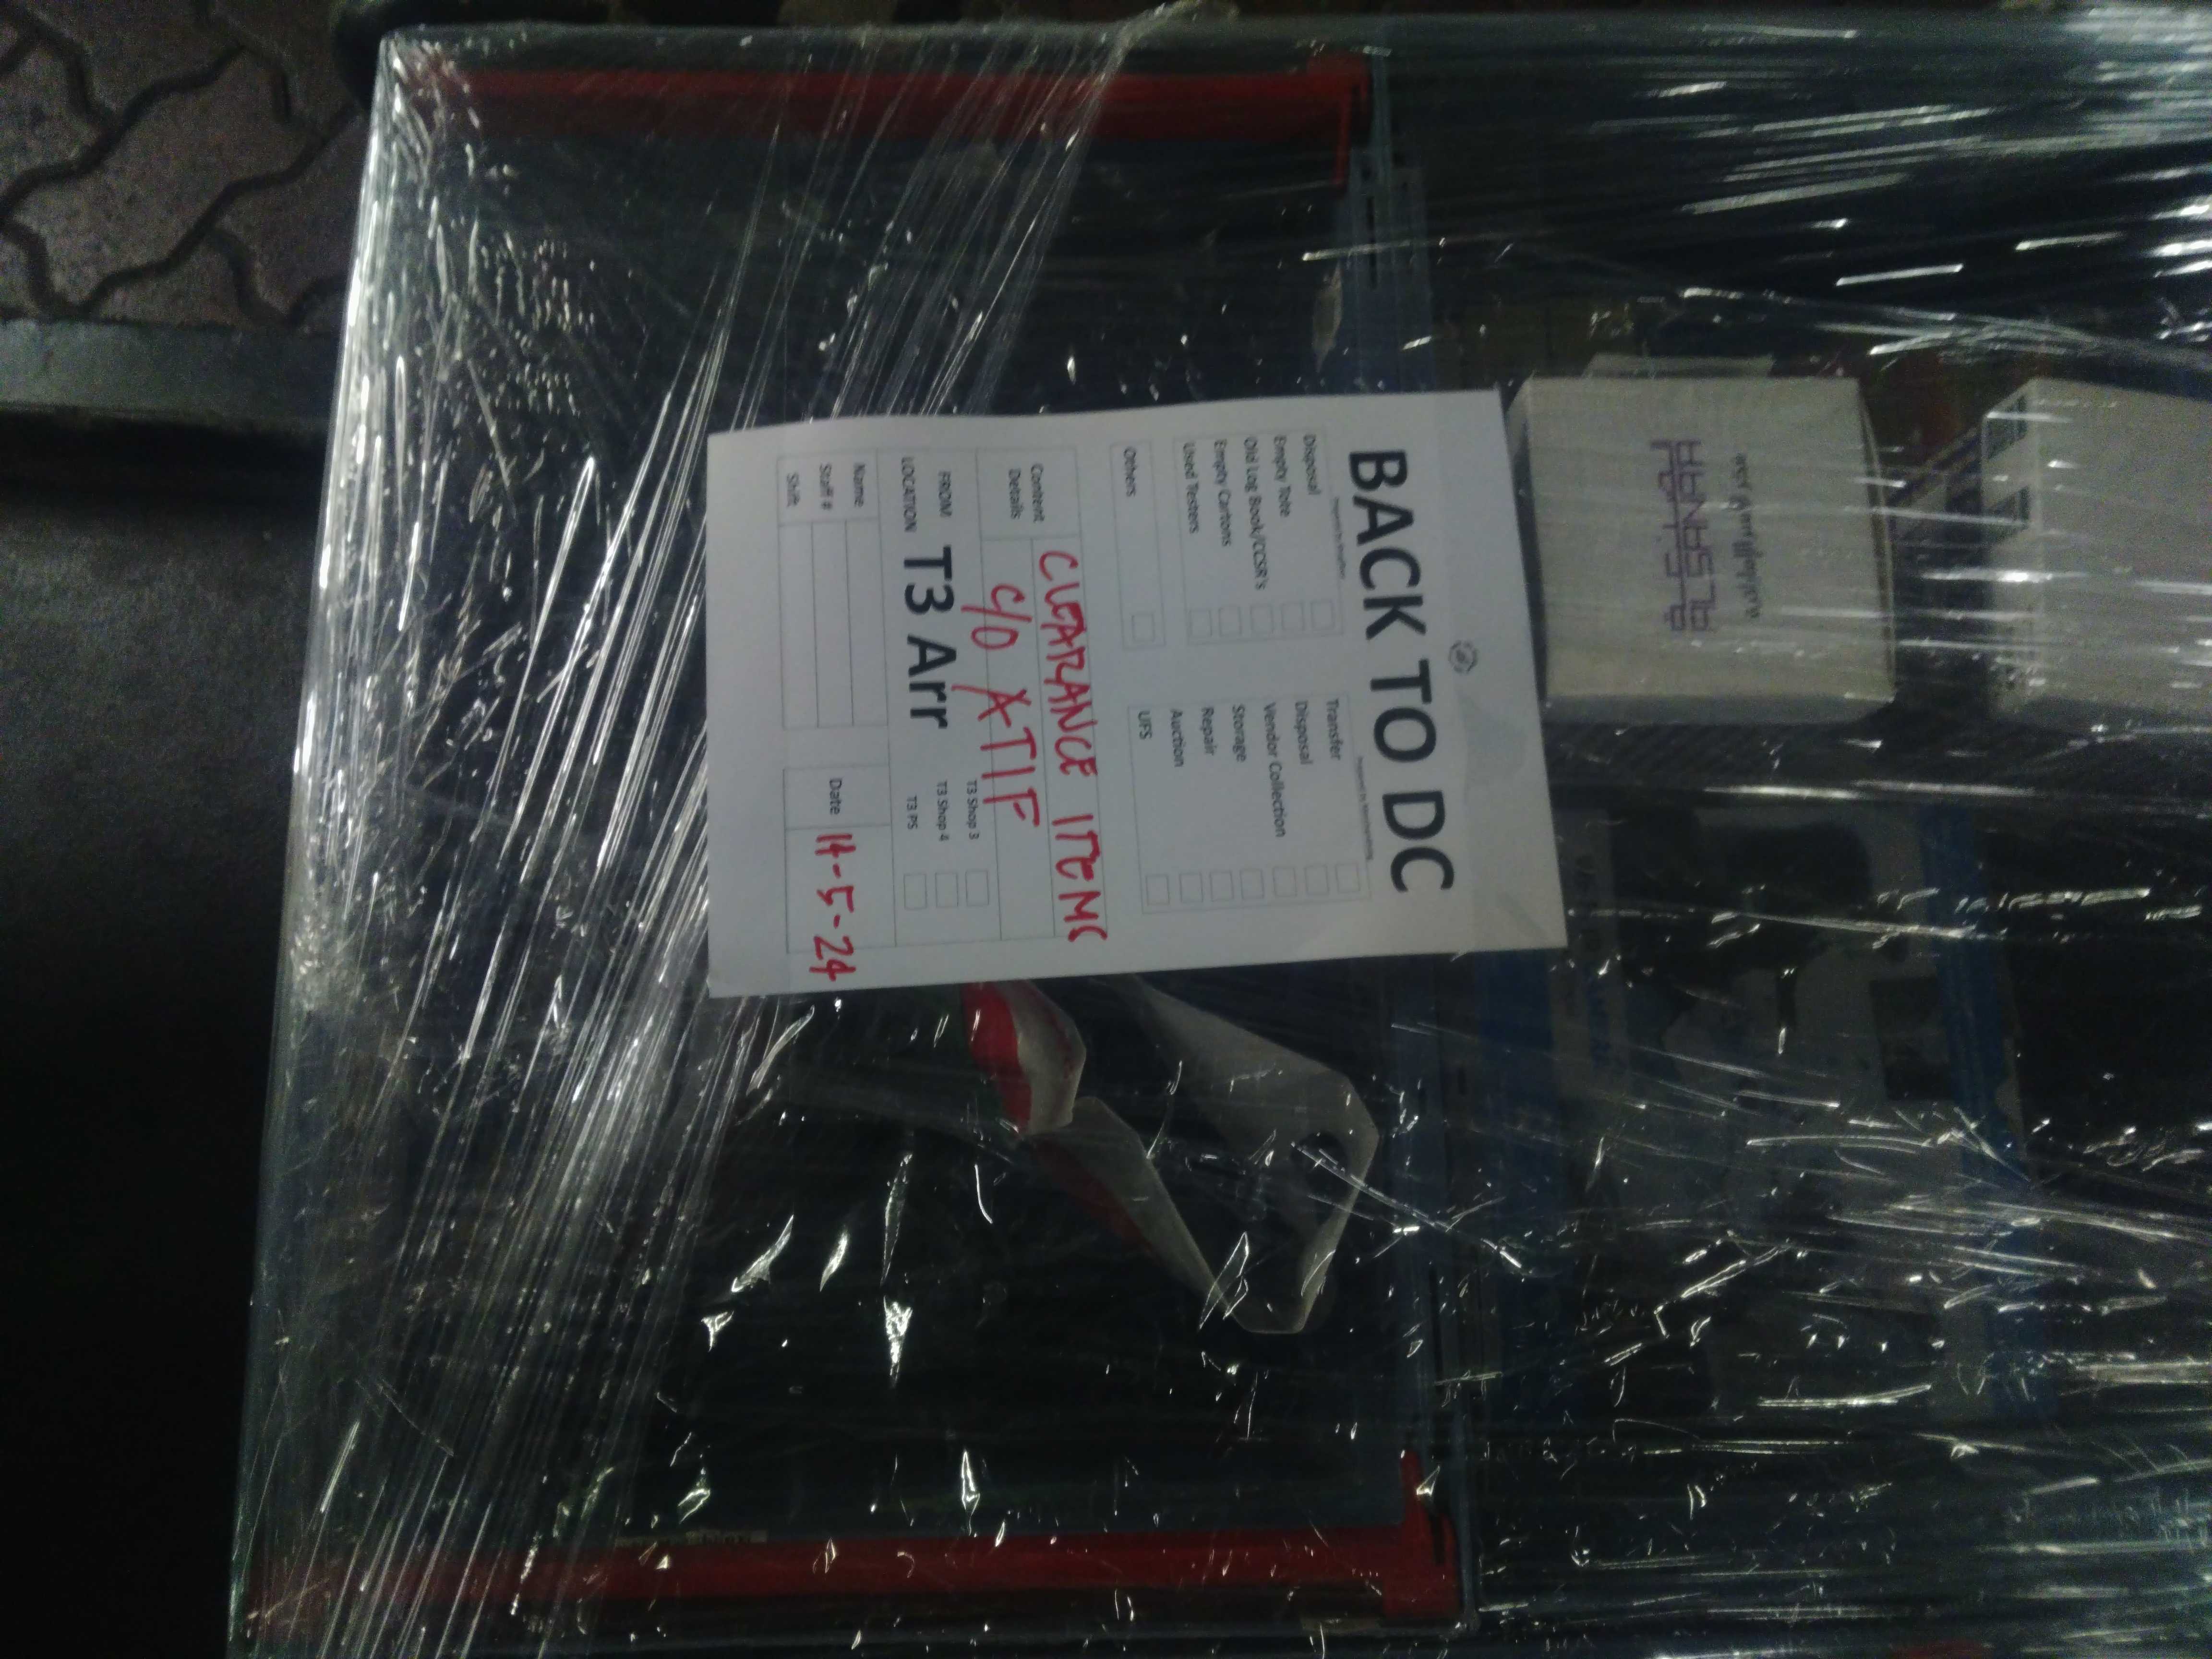 BACK TO DC
Disposal
Empty Tote
Old Log Book/CCSR's
Empty Cartons
Used Testers
Others
Transfer
Disposal
Vendor Collection
Storage
Repair
Auction
UFS
Content Details
CLEARANCE ITEMS
C/O ATIF
FROM LOCATION
T3 Arr
T3 Shop 3
T3 Shop 4
T3 PS
Name
Staff #
Shift
Date
11-5-24